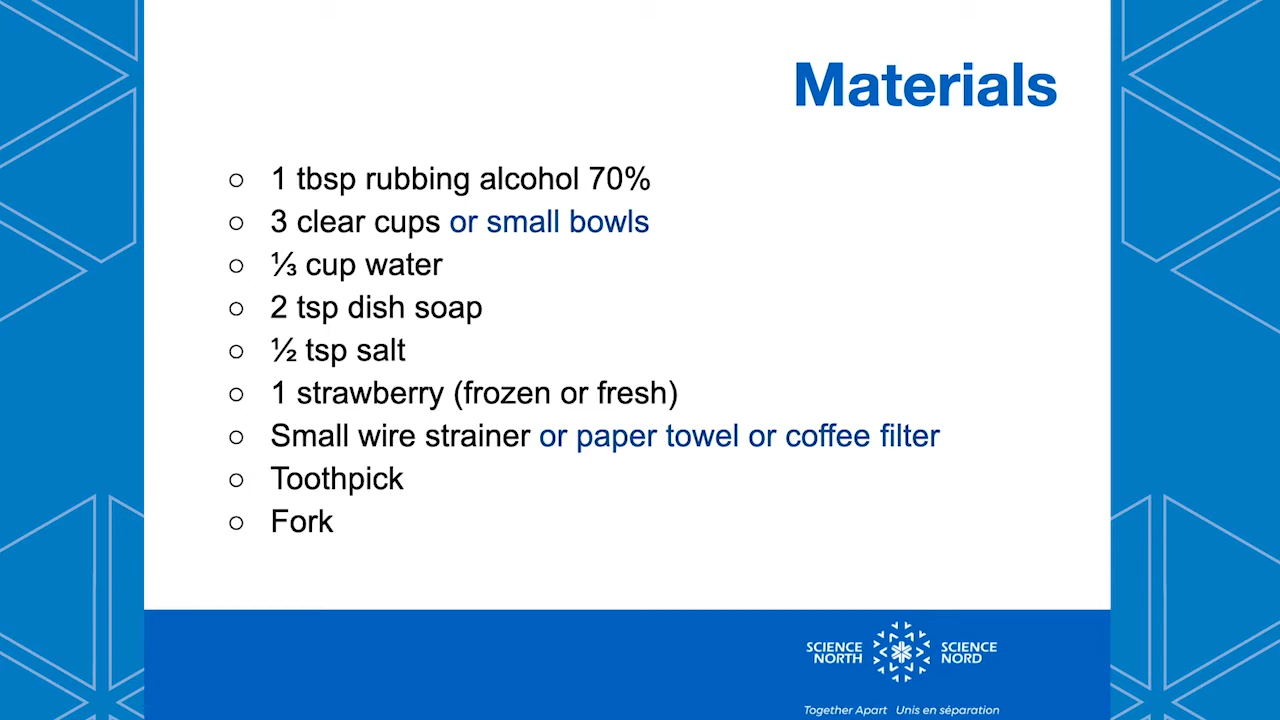 Materials
○ 1 tbsp rubbing alcohol 70%
○ 3 clear cups or small bowls
○ ⅓ cup water
○ 2 tsp dish soap
○ ½ tsp salt
○ 1 strawberry (frozen or fresh)
○ Small wire strainer or paper towel or coffee filter
○ Toothpick
○ Fork
SCIENCE NORTH
SCIENCE NORD
Together Apart Unis en séparation